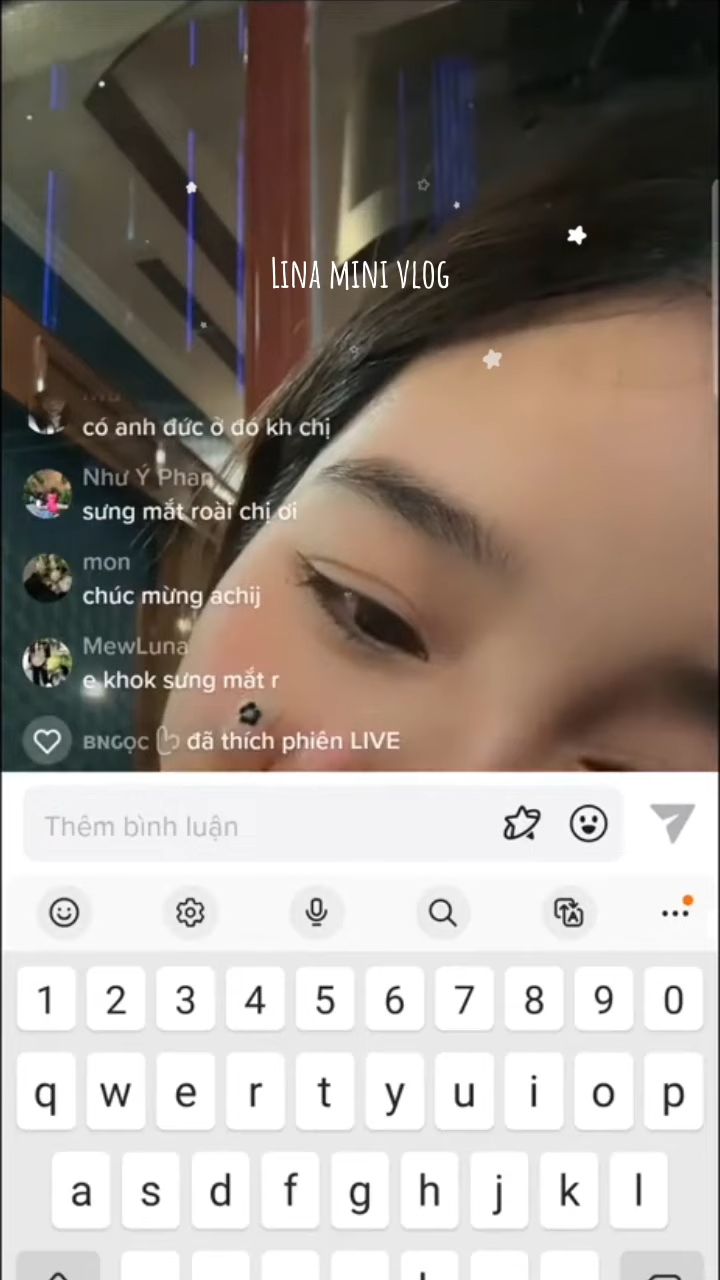 Lina mini vlog
có anh đức ở đó kh chị
Như Ý Phan
sưng mắt roài chị ơi
mon
chúc mừng achij
MewLuna
e khok sưng mắt r
BNGỌC đã thích phiên LIVE
Thêm bình luận
1 2 3 4 5 6 7 8 9 0
q w e r t y u i o p
a s d f g h j k l